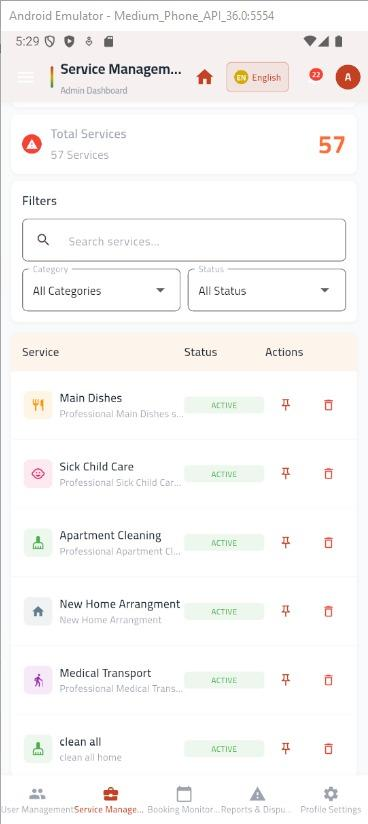 Android Emulator - Medium_Phone_API_36.0:5554
5:29
Service Managem...
Admin Dashboard
EN English
22
A
Total Services
57 Services
57
Filters
Search services...
Category
All Categories
Status
All Status
Service Status Actions
Main Dishes
Professional Main Dishes s...
ACTIVE
Sick Child Care
Professional Sick Child Car...
ACTIVE
Apartment Cleaning
Professional Apartment Cl...
ACTIVE
New Home Arrangment
New Home Arrangment
ACTIVE
Medical Transport
Professional Medical Trans...
ACTIVE
clean all
clean all home
ACTIVE
User Management Service Manage... Booking Monitor... Reports & Dispu... Profile Settings